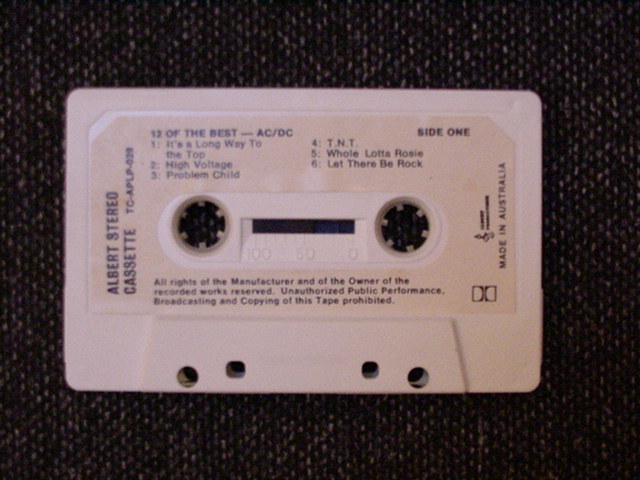 12 OF THE BEST — AC/DC
SIDE ONE
1: It's a Long Way To
the Top
2: High Voltage
3: Problem Child
4: T.N.T.
5: Whole Lotta Rosie
6: Let There Be Rock
ALBERT STEREO
CASSETTE TC-APLP-039
100 50 0
MADE IN AUSTRALIA
All rights of the Manufacturer and of the Owner of the
recorded works reserved. Unauthorized Public Performance,
Broadcasting and Copying of this Tape prohibited.